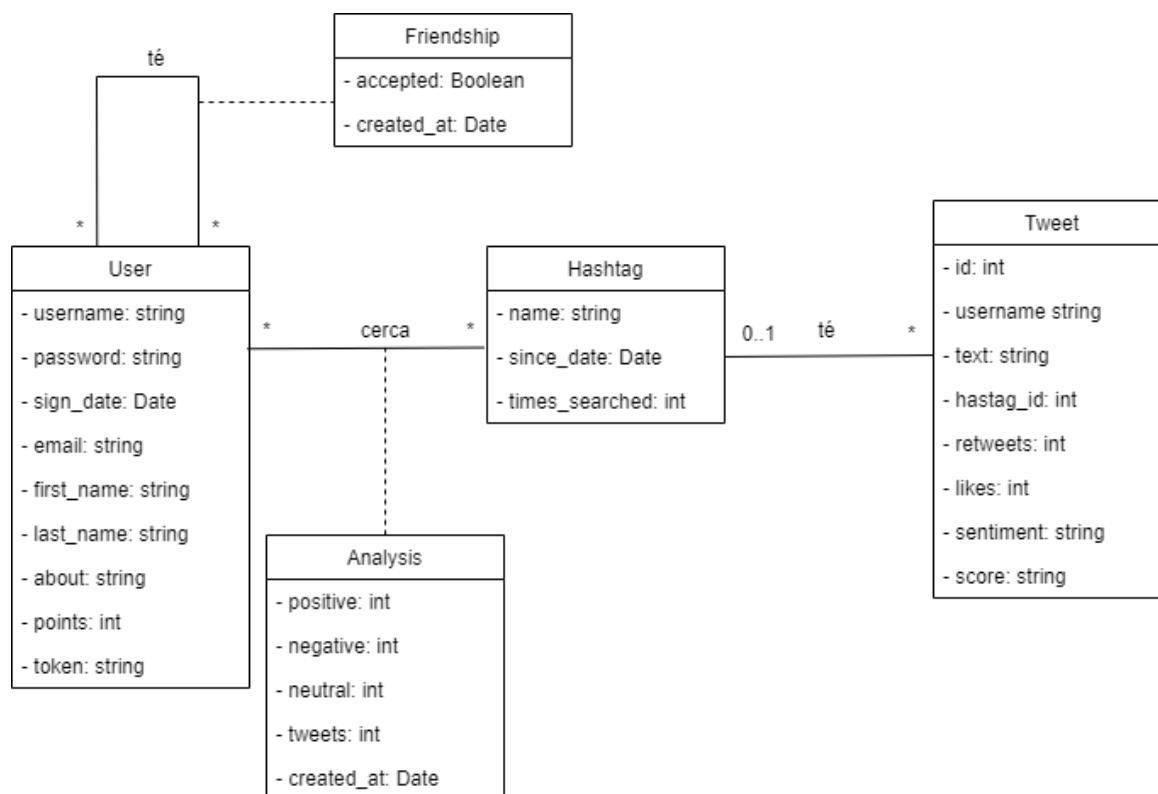 Friendship
- accepted: Boolean
- created_at: Date
té
*
*
User
- username: string
- password: string
- sign_date: Date
- email: string
- first_name: string
- last_name: string
- about: string
- points: int
- token: string
*
cerca
*
Hashtag
- name: string
- since_date: Date
- times_searched: int
0..1
té
*
Tweet
- id: int
- username string
- text: string
- hastag_id: int
- retweets: int
- likes: int
- sentiment: string
- score: string
Analysis
- positive: int
- negative: int
- neutral: int
- tweets: int
- created_at: Date